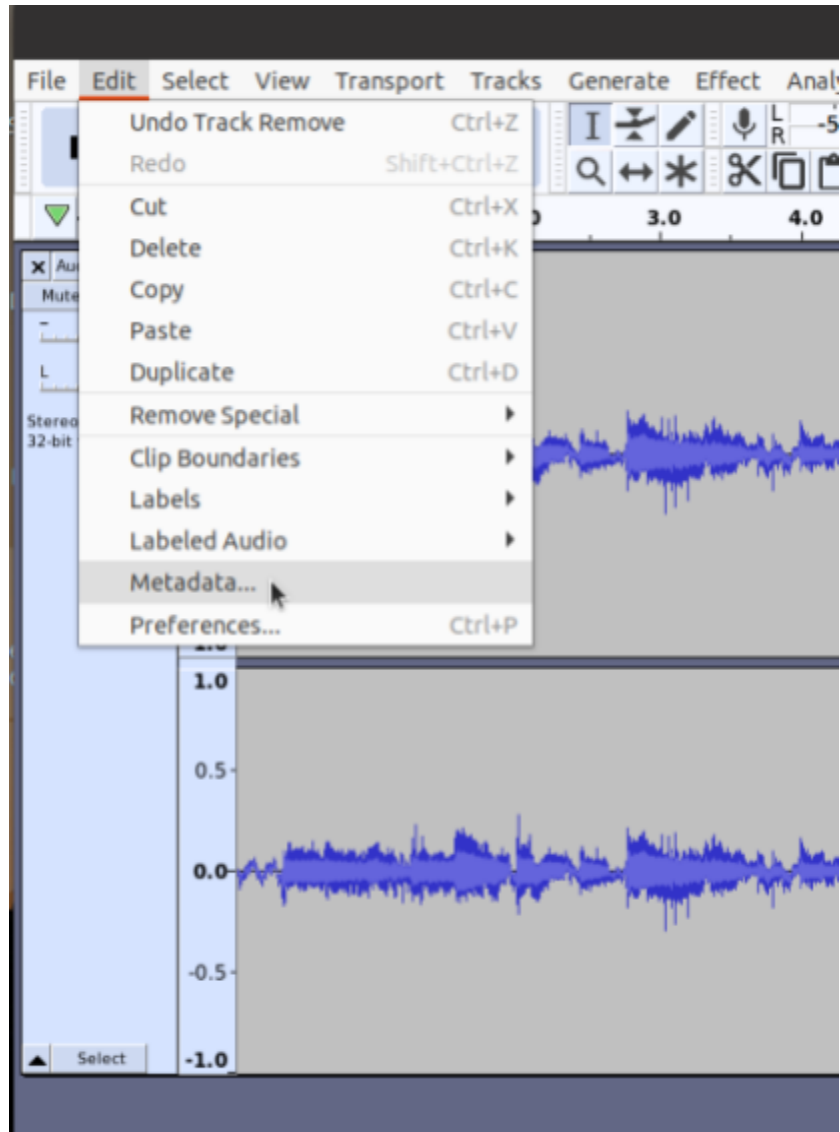 File Edit Select View Transport Tracks Generate Effect
Undo Track Remove Ctrl+Z
Redo Shift+Ctrl+Z
L
R -5
Cut Ctrl+X
Delete Ctrl+K
Copy Ctrl+C
Paste Ctrl+V
Duplicate Ctrl+D
Remove Special
Clip Boundaries
Labels
Labeled Audio
Metadata...
Preferences... Ctrl+P
3.0 4.0
Mute
L
Stereo
32-bit
1.0
0.5
0.0
-0.5
-1.0
Select